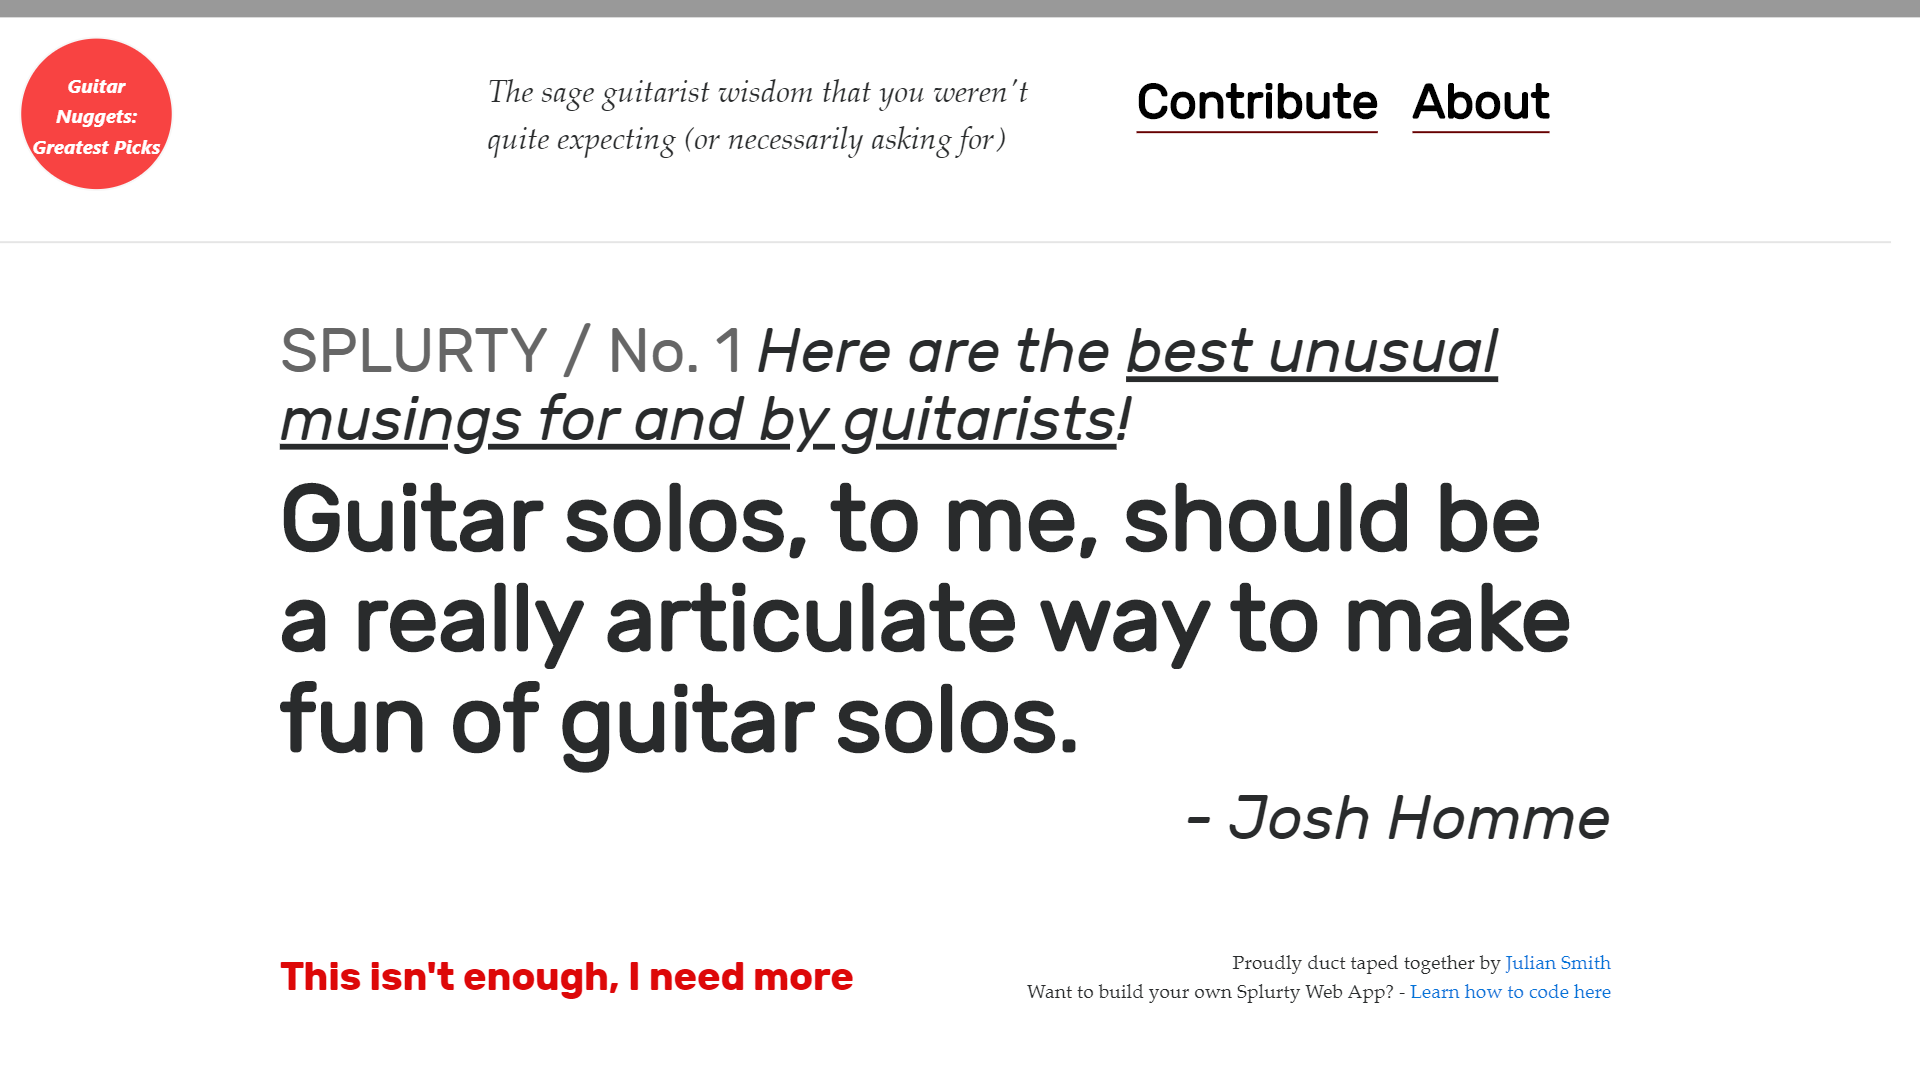 Guitar
Nuggets:
Greatest Picks
The sage guitarist wisdom that you weren't
quite expecting (or necessarily asking for)
Contribute About
SPLURTY / No. 1 Here are the best unusual
musings for and by guitarists!
Guitar solos, to me, should be
a really articulate way to make
fun of guitar solos.
- Josh Homme
This isn't enough, I need more
Proudly duct taped together by Julian Smith
Want to build your own Splurty Web App? - Learn how to code here